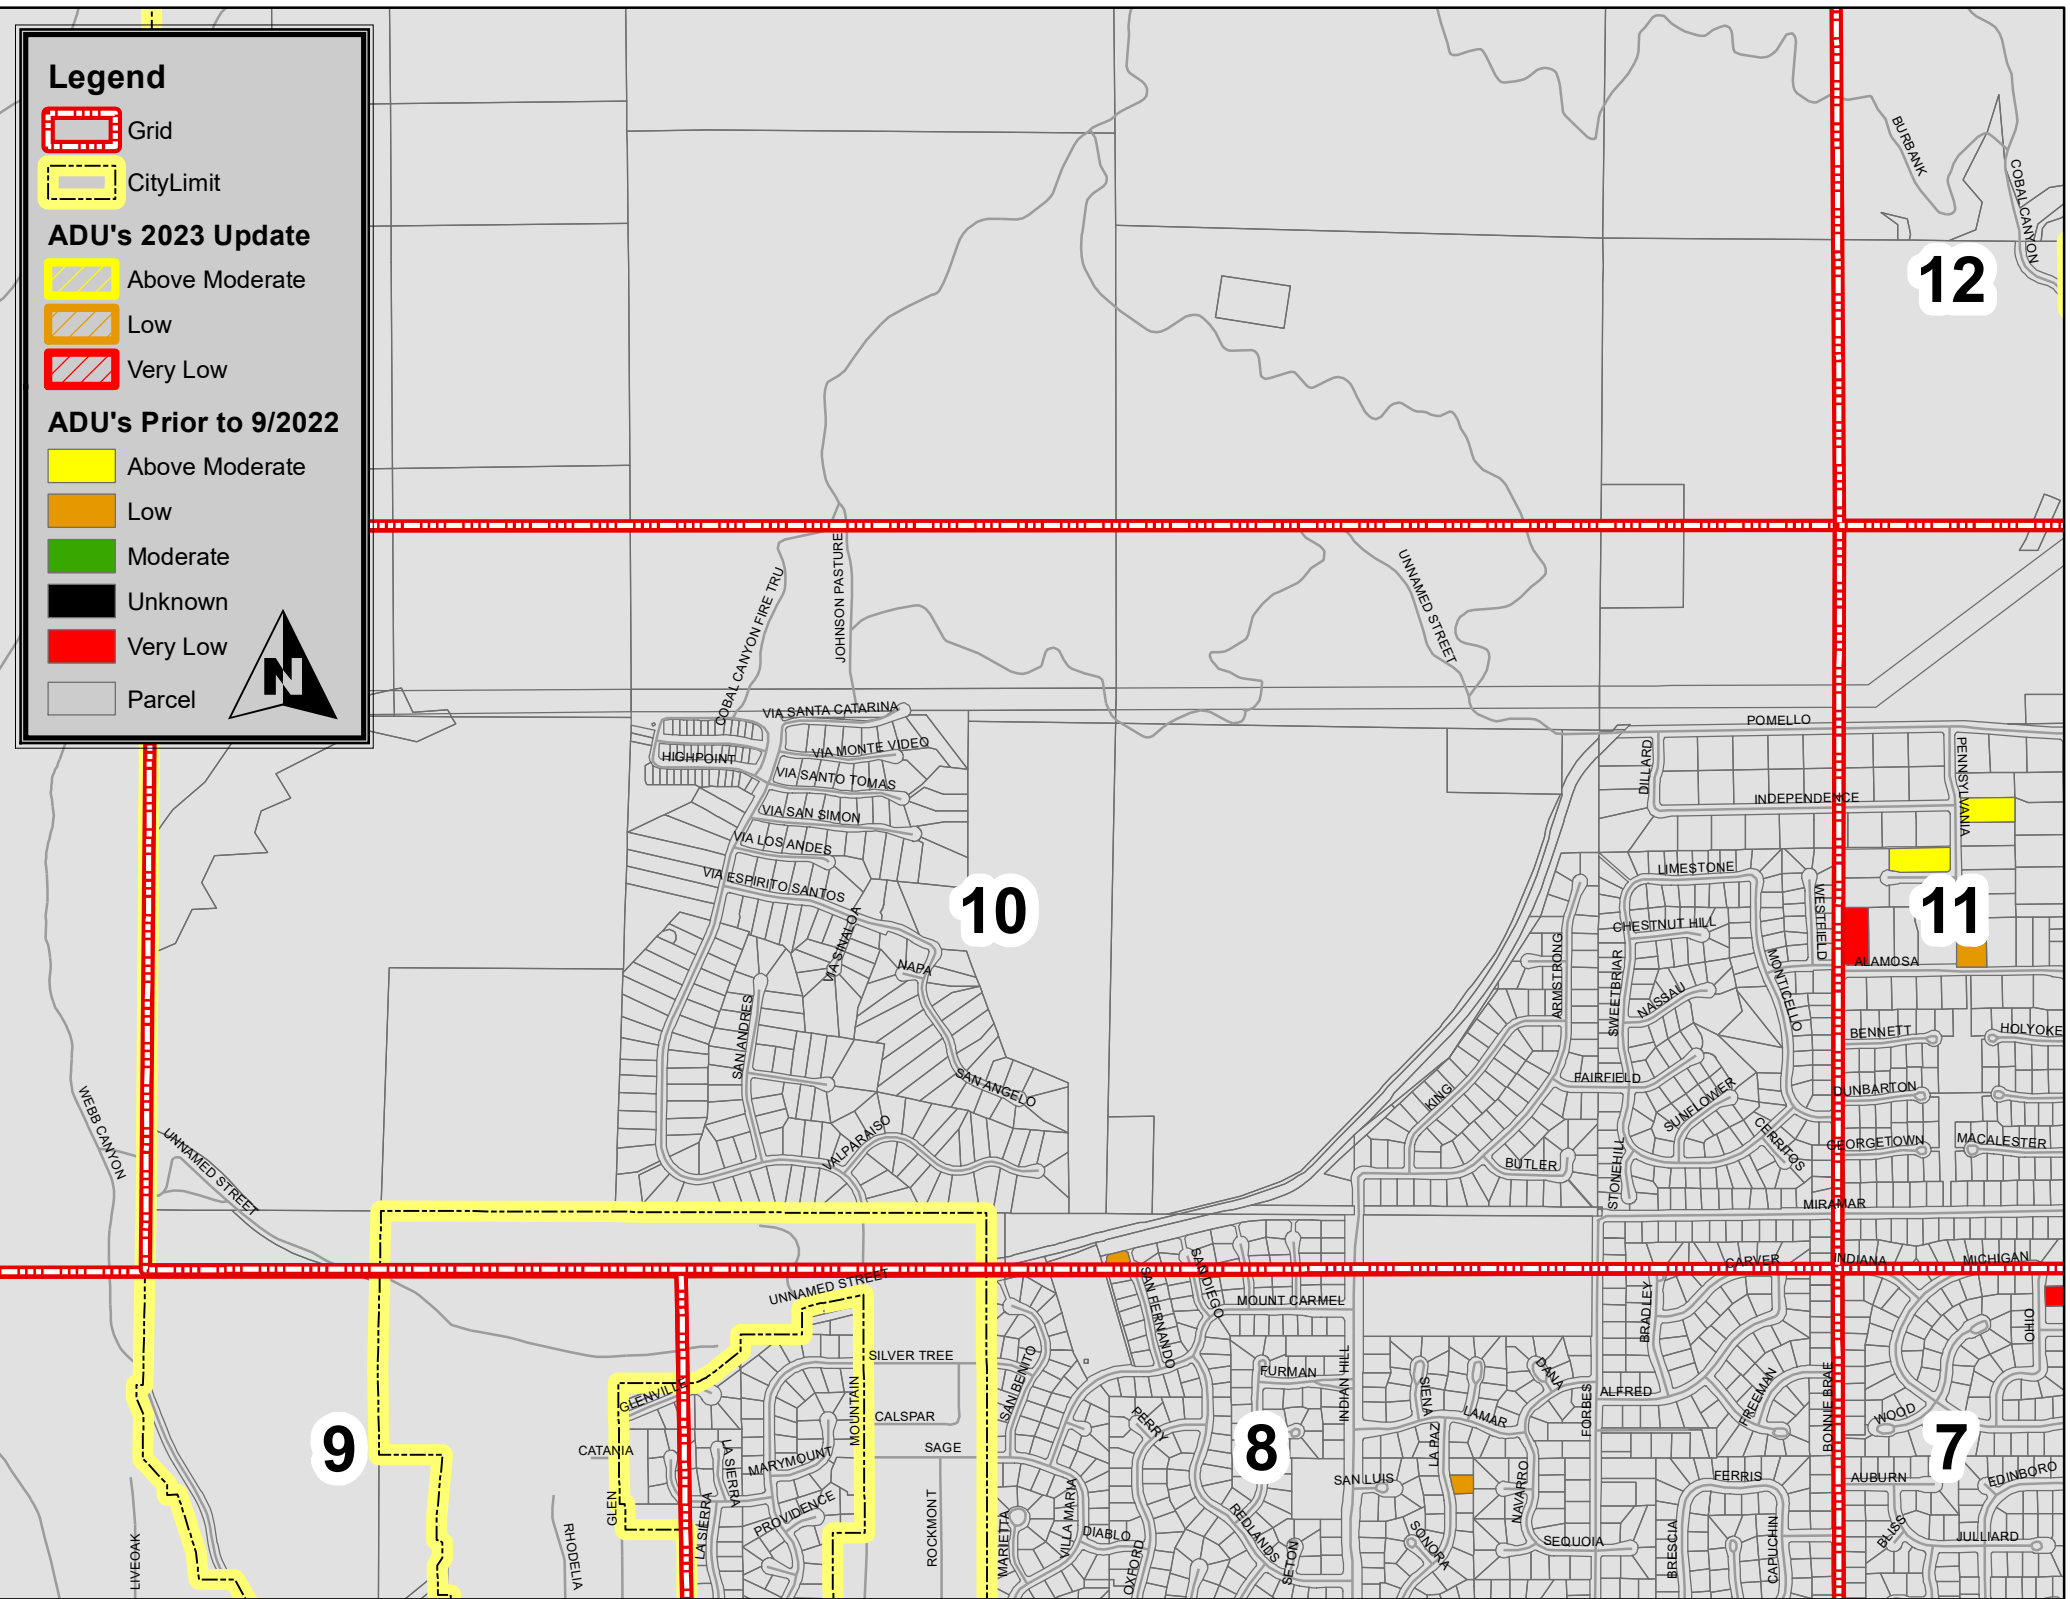 Legend
Grid
CityLimit
ADU's 2023 Update
Above Moderate
Low
Very Low
ADU's Prior to 9/2022
Above Moderate
Low
Moderate
Unknown
Very Low
Parcel
N
BURBANK
COBAL CANYON
12
COBAL CANYON FIRE TRU
JOHNSON PASTURE
UNNAMED STREET
VIA SANTA CATARINA
HIGHPOINT
VIA MONTE VIDEO
VIA SANTO TOMAS
VIA SAN SIMON
VIA LOS ANDES
VIA ESPIRITO SANTOS
VIA SINALOA
NAPA
SAN ANDRES
SAN ANGELO
VALPARAISO
10
POMELLO
DILLARD
INDEPENDENCE
PENNSYLVANIA
LIMESTONE
WESTFIELD
CHESTNUT HILL
11
ARMSTRONG
SWEETBRIAR
NASSAU
MONTICELLO
ALAMOSA
BENNETT
HOLYOKE
KING
FAIRFIELD
SUNFLOWER
DUNBARTON
CERRITOS
GEORGETOWN
MACALESTER
BUTLER
STONEHILL
MIRAMAR
WEBB CANYON
UNNAMED STREET
CARVER
INDIANA
MICHIGAN
UNNAMED STREET
SAN FERNANDO
SAN DIEGO
MOUNT CARMEL
BRADLEY
OHIO
SILVER TREE
GLENVILLE
MOUNTAIN
SAN BENITO
FURMAN
INDIAN HILL
SIENA
DANA
FORBES
ALFRED
FREEMAN
BONNIE BRAE
WOOD
CALSPAR
PERRY
LAMAR
LA PAZ
9
CATANIA
LA SIERRA
MARYMOUNT
SAGE
8
7
SAN LUIS
NAVARRO
FERRIS
AUBURN
EDINBORO
GLEN
LA SIERRA
PROVIDENCE
ROCKMONT
MARIETTA
VILLA MARIA
DIABLO
OXFORD
REDLANDS
SETON
SONORA
SEQUOIA
BRESCIA
CAPUCHIN
BLISS
JULLIARD
LIVEOAK
RHODELIA